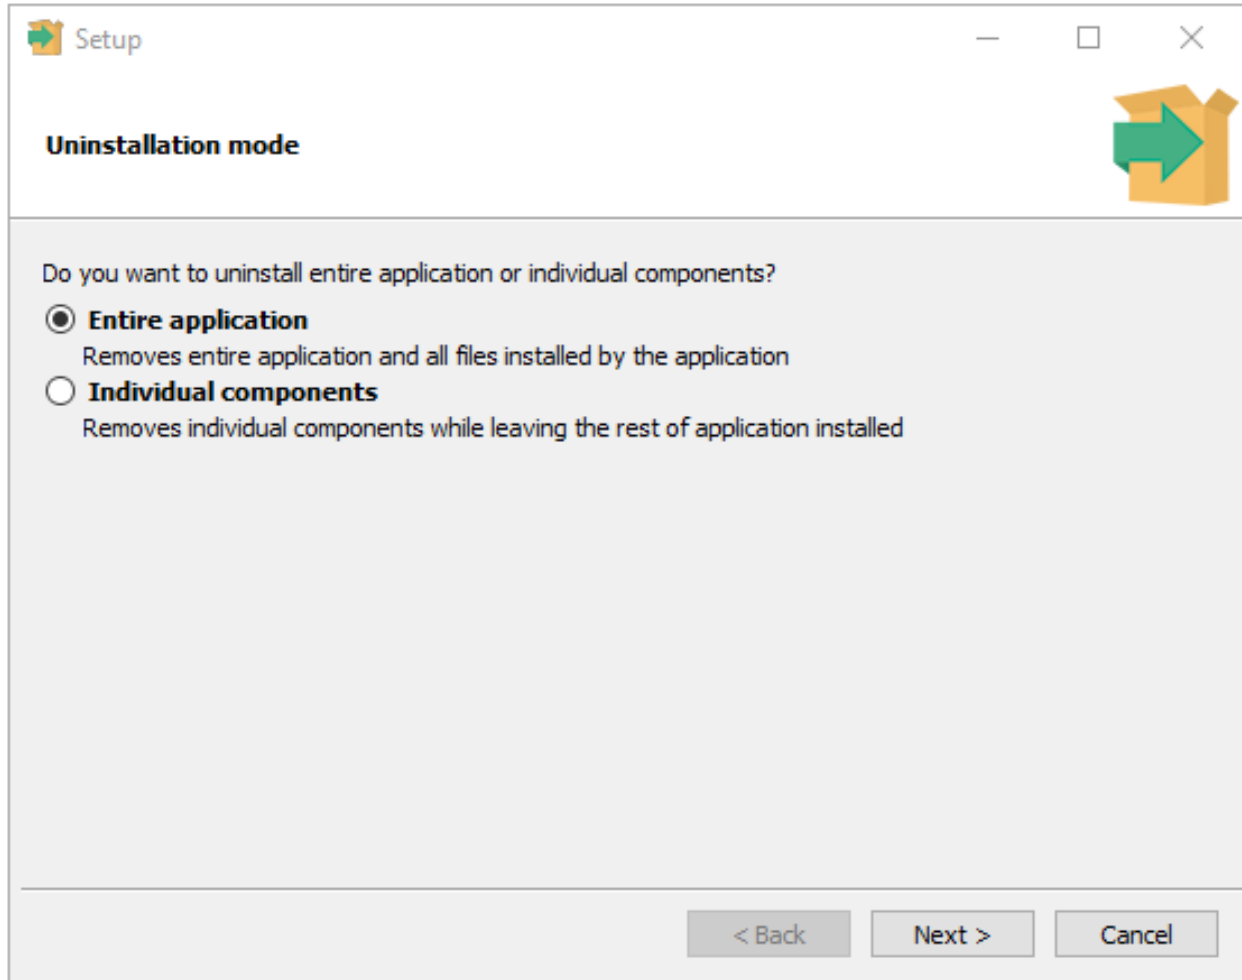 Setup
Uninstallation mode
Do you want to uninstall entire application or individual components?
Entire application
Removes entire application and all files installed by the application
Individual components
Removes individual components while leaving the rest of application installed
< Back Next > Cancel